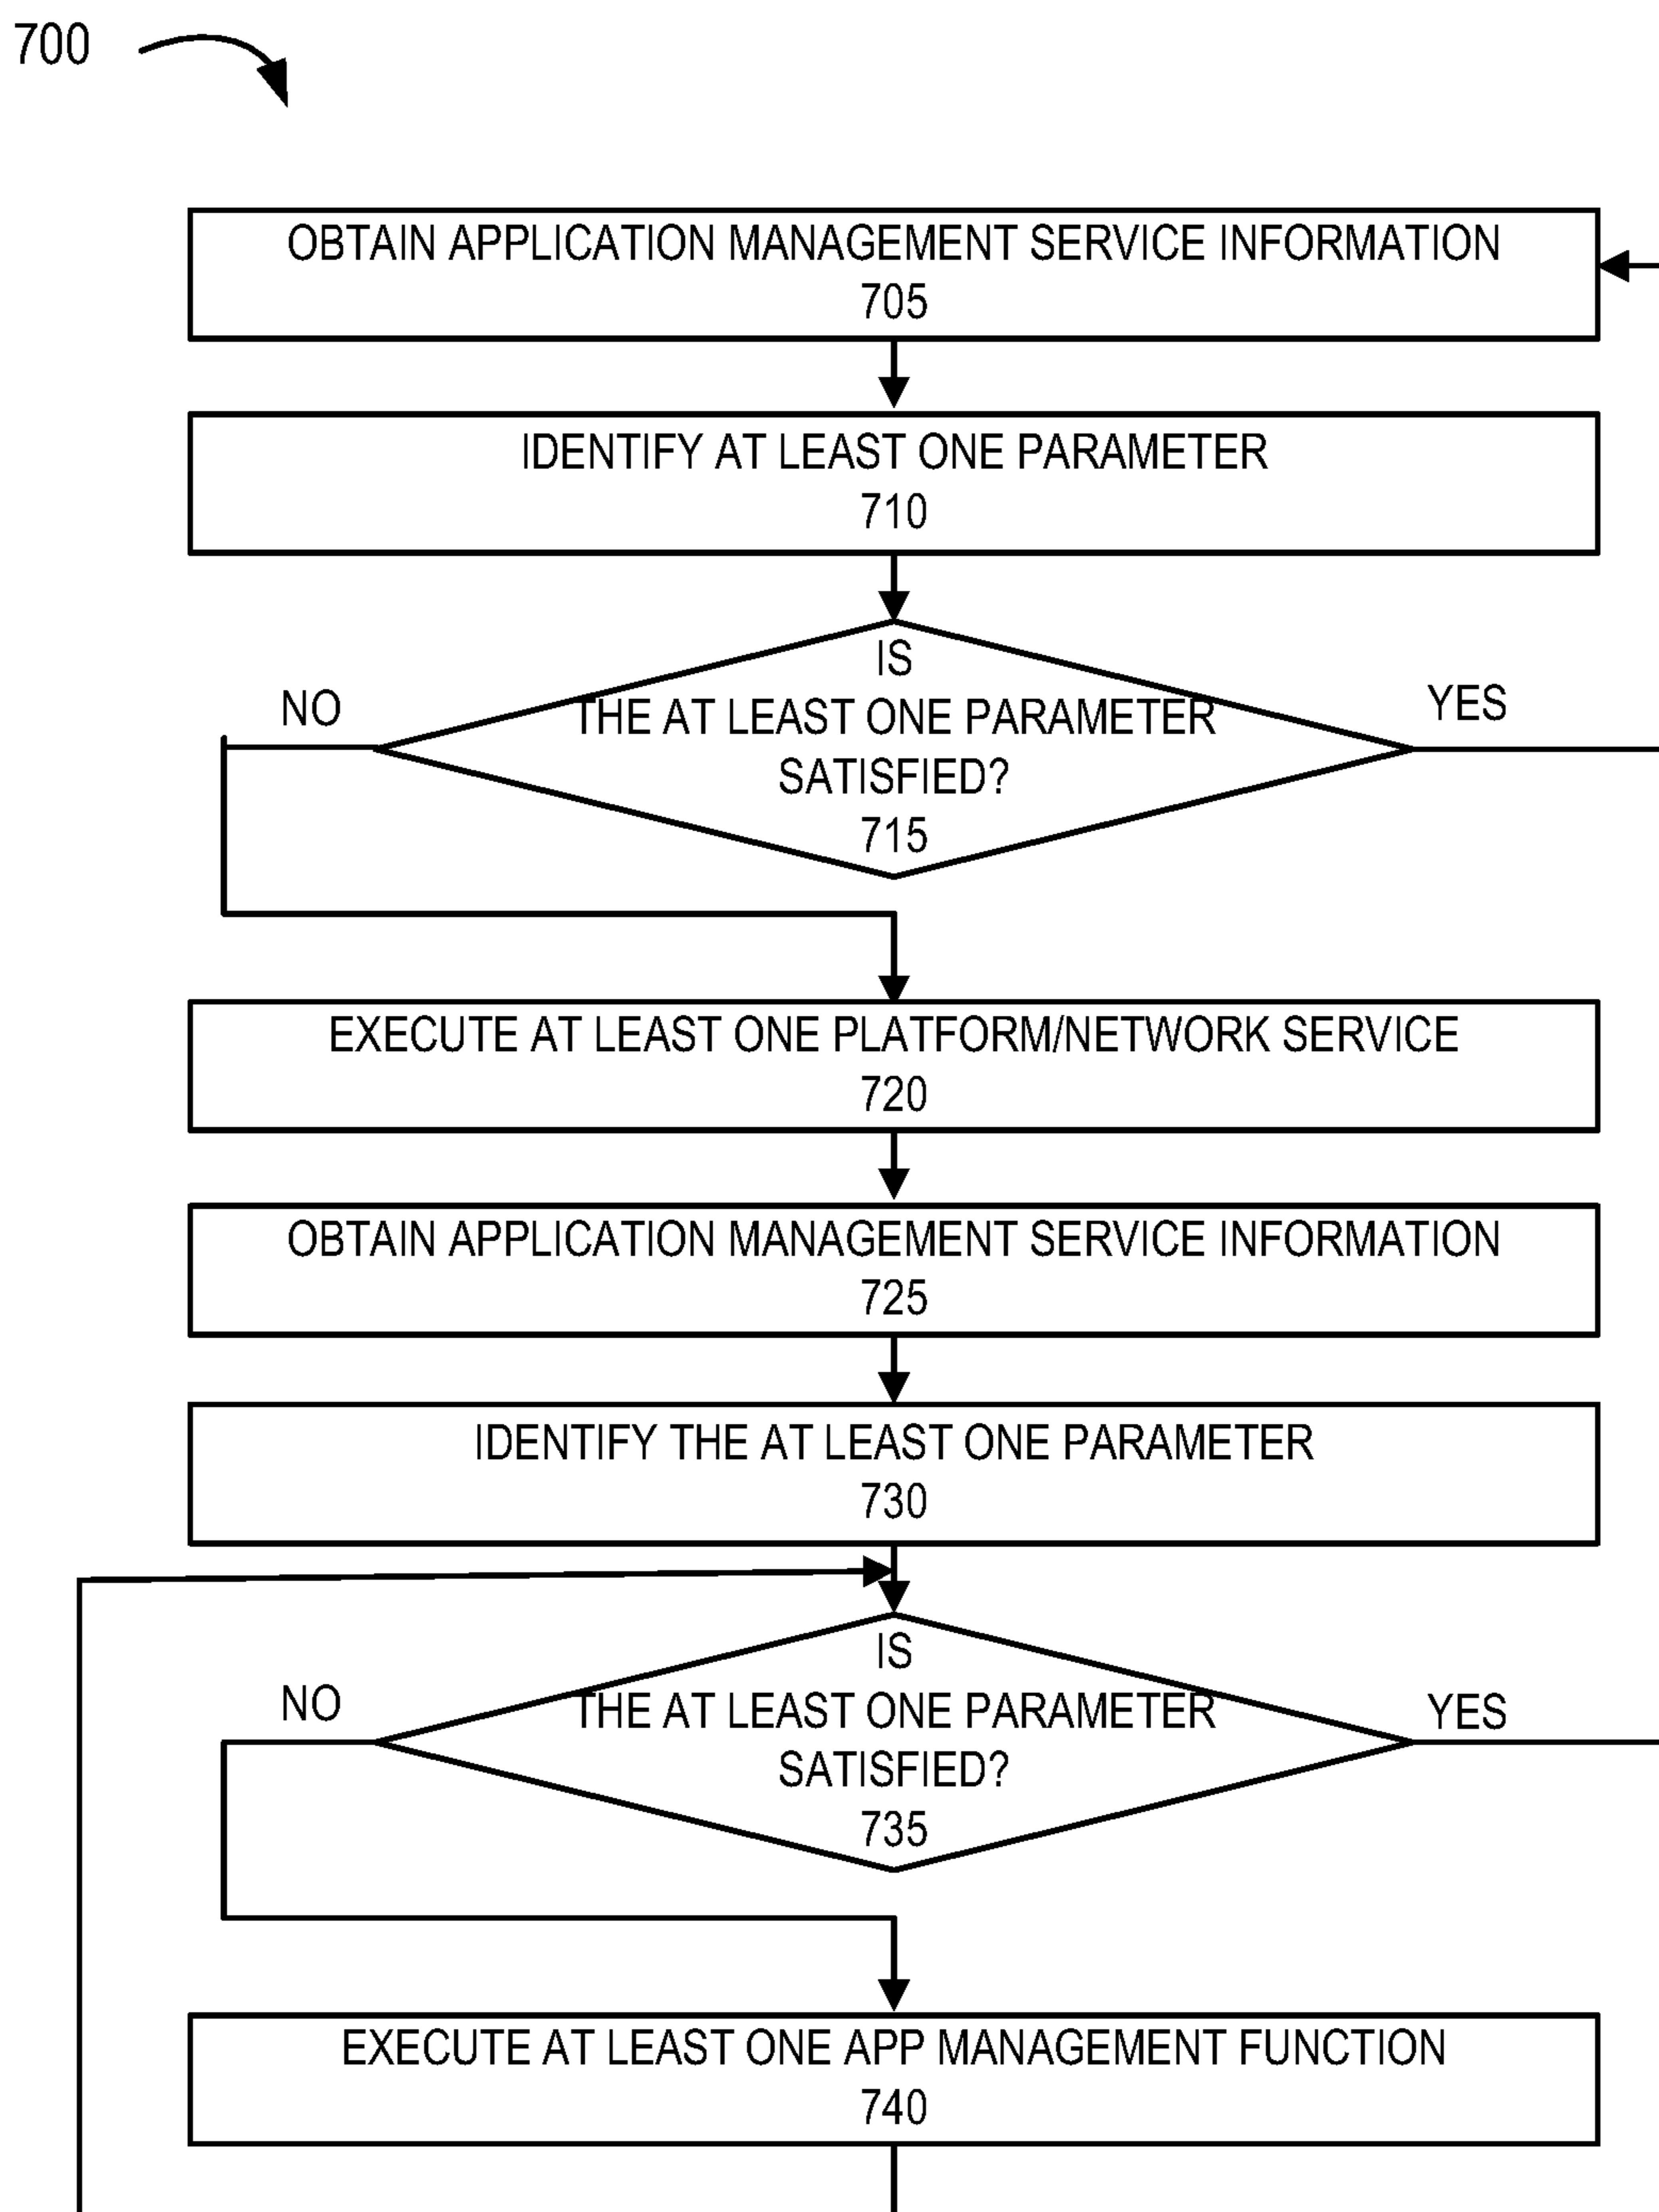 700
OBTAIN APPLICATION MANAGEMENT SERVICE INFORMATION
705
IDENTIFY AT LEAST ONE PARAMETER
710
IS
THE AT LEAST ONE PARAMETER
SATISFIED?
715
NO
YES
EXECUTE AT LEAST ONE PLATFORM/NETWORK SERVICE
720
OBTAIN APPLICATION MANAGEMENT SERVICE INFORMATION
725
IDENTIFY THE AT LEAST ONE PARAMETER
730
IS
THE AT LEAST ONE PARAMETER
SATISFIED?
735
NO
YES
EXECUTE AT LEAST ONE APP MANAGEMENT FUNCTION
740